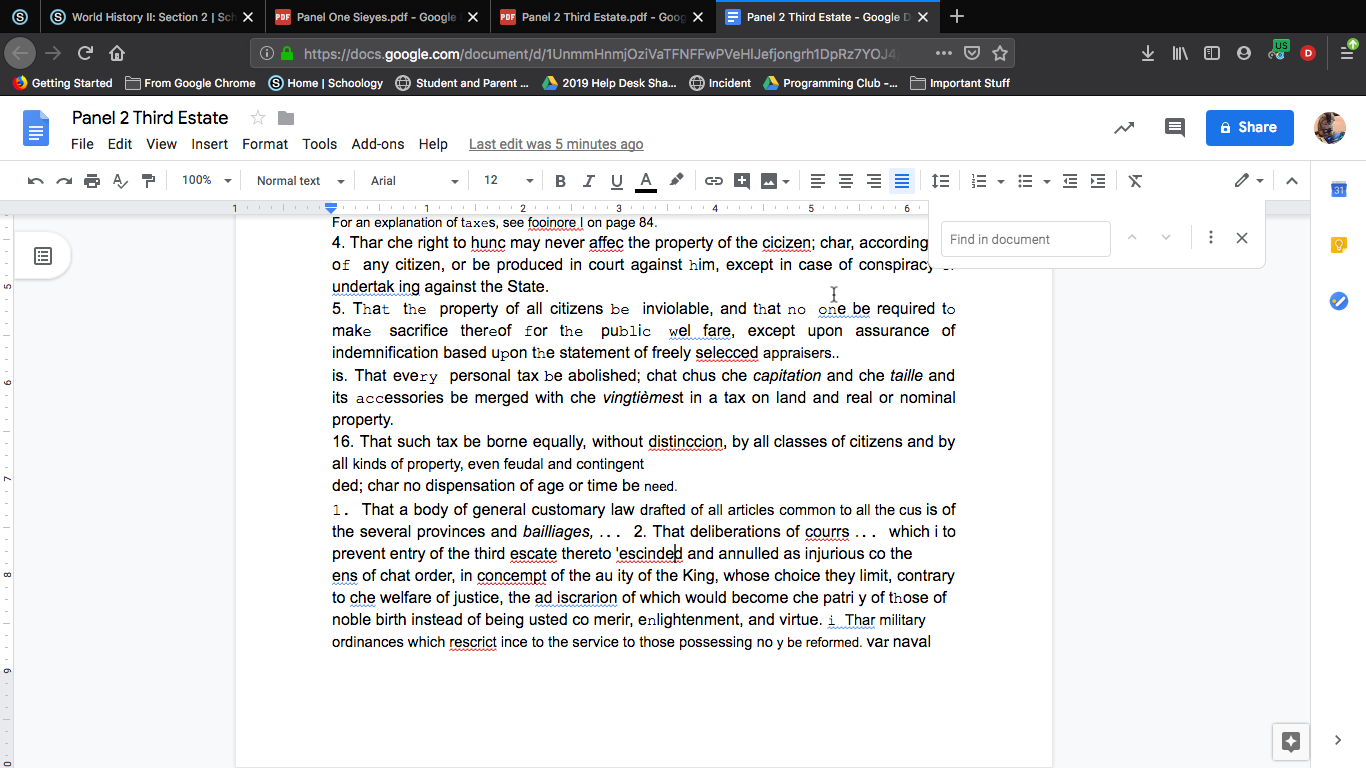 World History II: Section 2 | Sch
Panel One Sieyes.pdf - Google
Panel 2 Third Estate.pdf - Goog
Panel 2 Third Estate - Google D
https://docs.google.com/document/d/1UnmmHnmjOziVaTFNFFwPVeHlJefjongrh1DpRz7YOJ4
US
D
Getting Started
From Google Chrome
Home | Schoology
Student and Parent ...
2019 Help Desk Sha...
Incident
Programming Club -...
Important Stuff
Panel 2 Third Estate
File Edit View Insert Format Tools Add-ons Help Last edit was 5 minutes ago
Share
100% Normal text Arial 12 B I U A
31
1 1 2 3 4 5 6
Find in document
For an explanation of taxes, see fooinore l on page 84.
4. Thar che right to hunc may never affec the property of the cicizen; char, according
of any citizen, or be produced in court against him, except in case of conspiracy
undertak ing against the State.
5. That the property of all citizens be inviolable, and that no one be required to
make sacrifice thereof for the public wel fare, except upon assurance of
indemnification based upon the statement of freely selecced appraisers..
is. That every personal tax be abolished; chat chus che capitation and che taille and
its accessories be merged with che vingtièmest in a tax on land and real or nominal
property.
16. That such tax be borne equally, without distinccion, by all classes of citizens and by
all kinds of property, even feudal and contingent
ded; char no dispensation of age or time be need.
1. That a body of general customary law drafted of all articles common to all the cus is of
the several provinces and bailliages, ... 2. That deliberations of courrs ... which i to
prevent entry of the third escate thereto 'escinded and annulled as injurious co the
ens of chat order, in concempt of the au ity of the King, whose choice they limit, contrary
to che welfare of justice, the ad iscrarion of which would become che patri y of those of
noble birth instead of being usted co merir, enlightenment, and virtue. i Thar military
ordinances which rescrict ince to the service to those possessing no y be reformed. var naval
5
6
7
8
9